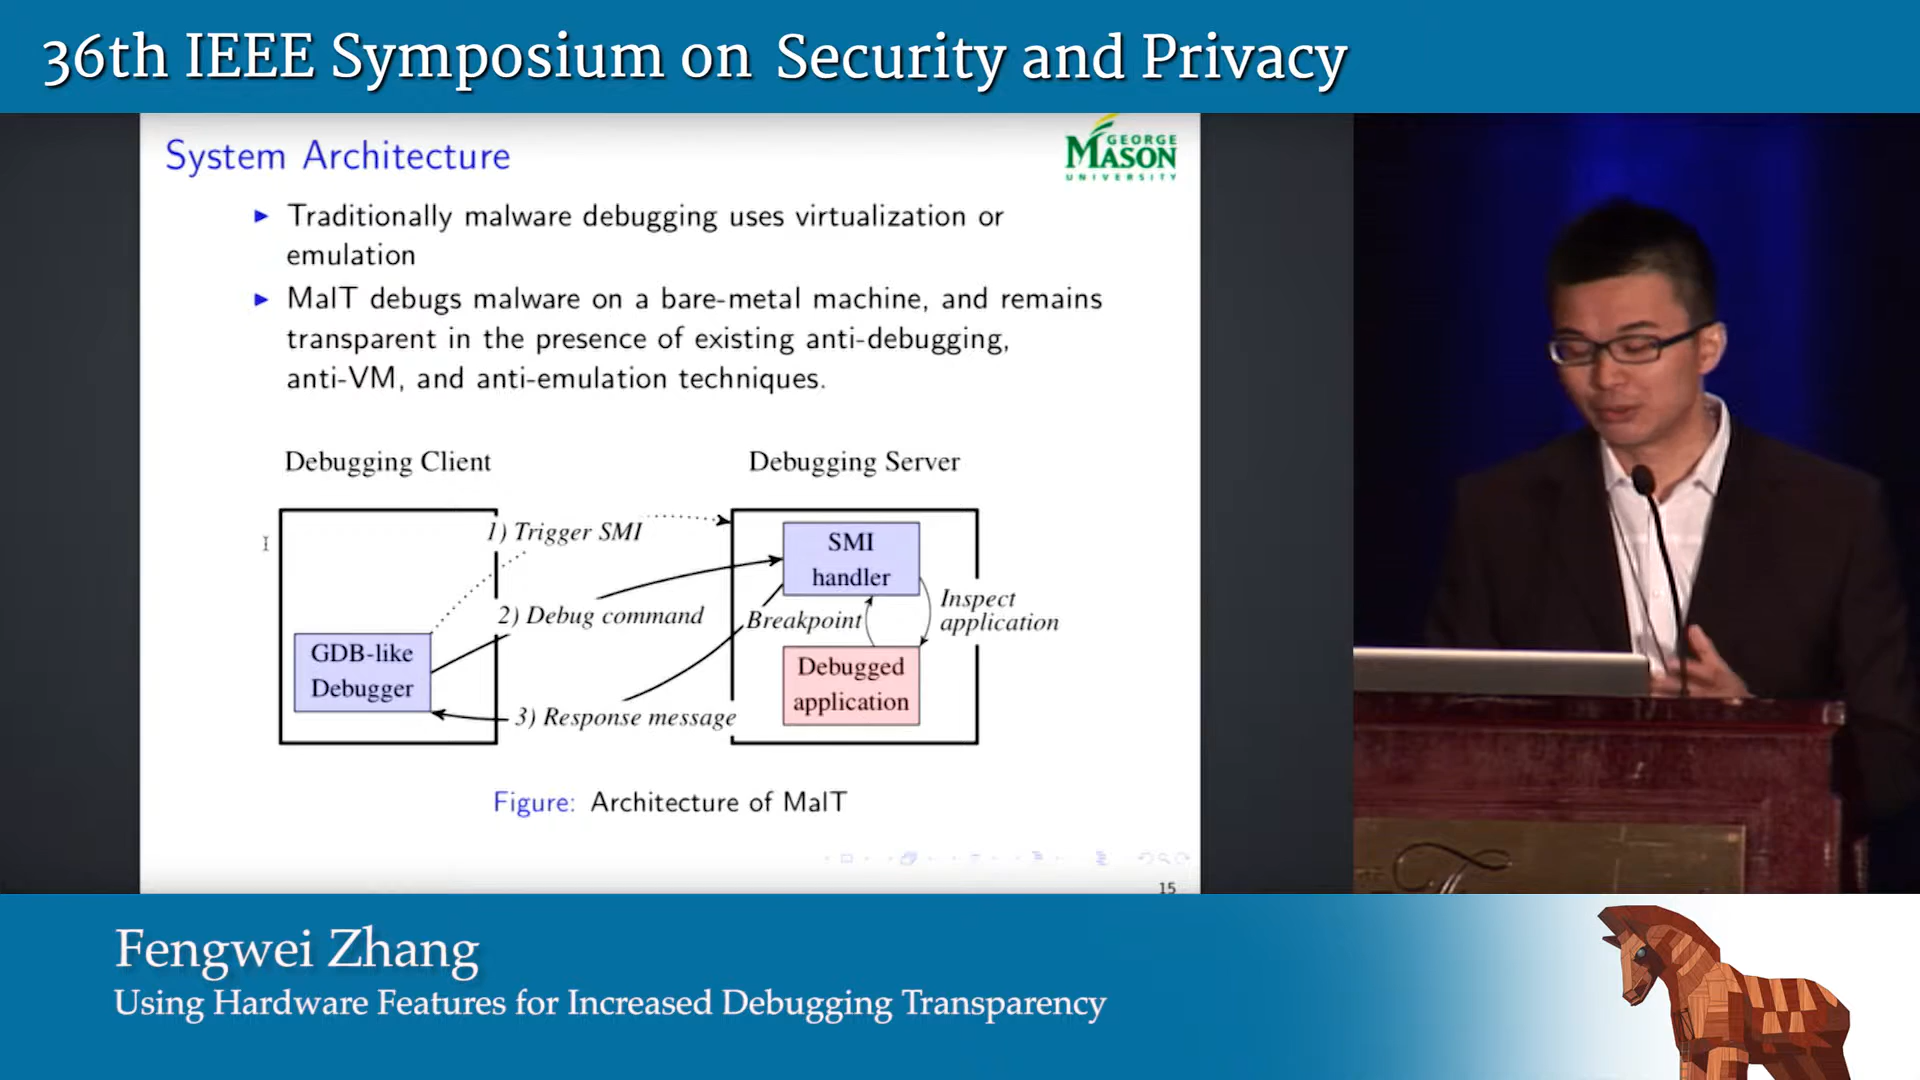 36th IEEE Symposium on Security and Privacy
System Architecture
GEORGE
MASON
UNIVERSITY
▶ Traditionally malware debugging uses virtualization or
emulation
▶ MalT debugs malware on a bare-metal machine, and remains
transparent in the presence of existing anti-debugging,
anti-VM, and anti-emulation techniques.
Debugging Client
Debugging Server
1) Trigger SMI
SMI
handler
Inspect
application
2) Debug command
Breakpoint
GDB-like
Debugger
Debugged
application
3) Response message
Figure: Architecture of MalT
15
Fengwei Zhang
Using Hardware Features for Increased Debugging Transparency